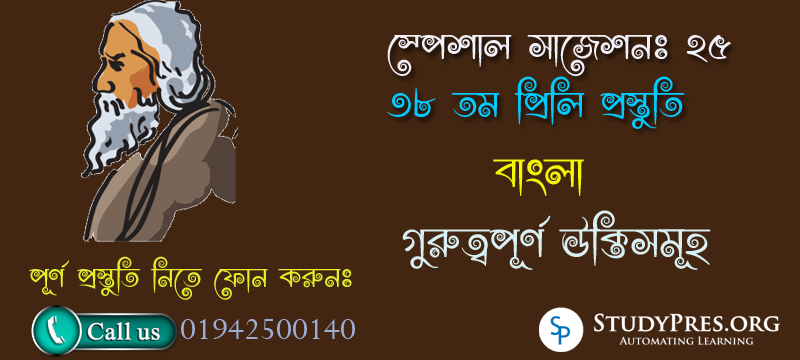 স্পেশাল সাজেশনঃ ২৫
৩৮ তম প্রিলি প্রস্তুতি
বাংলা
গুরুত্বপূর্ণ উক্তিসমূহ
পূর্ণ প্রস্তুতি নিতে ফোন করুনঃ
Call us 01942500140
SP STUDYPRES.ORG
AUTOMATING LEARNING